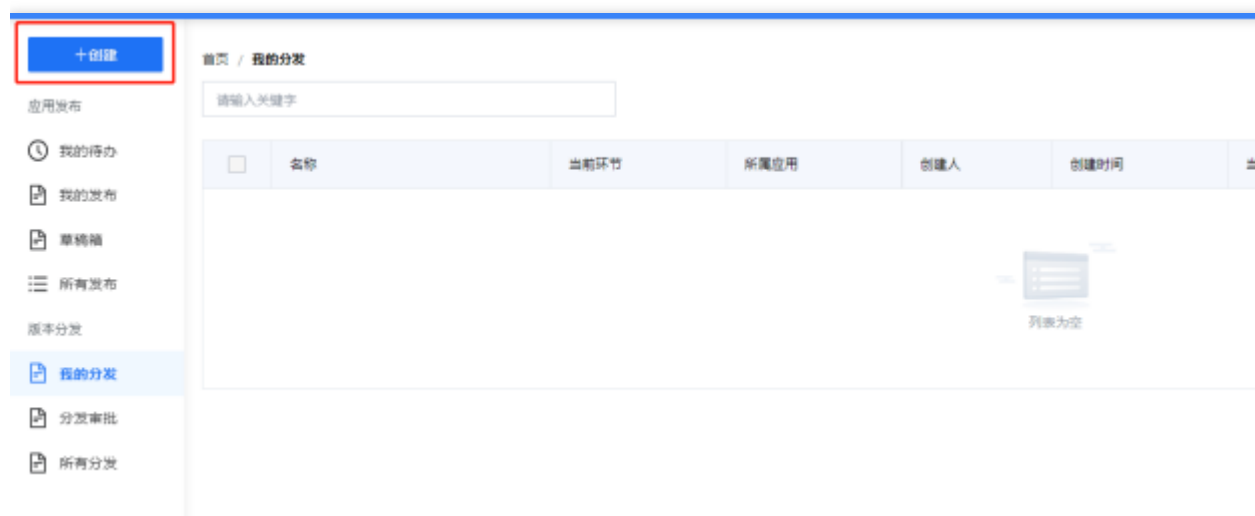 +创建
首页 / 我的分发
请输入关键字
应用发布
我的待办
我的发布
草稿箱
所有发布
版本分发
我的分发
分发审批
所有分发
名称 当前环节 所属应用 创建人 创建时间
列表为空